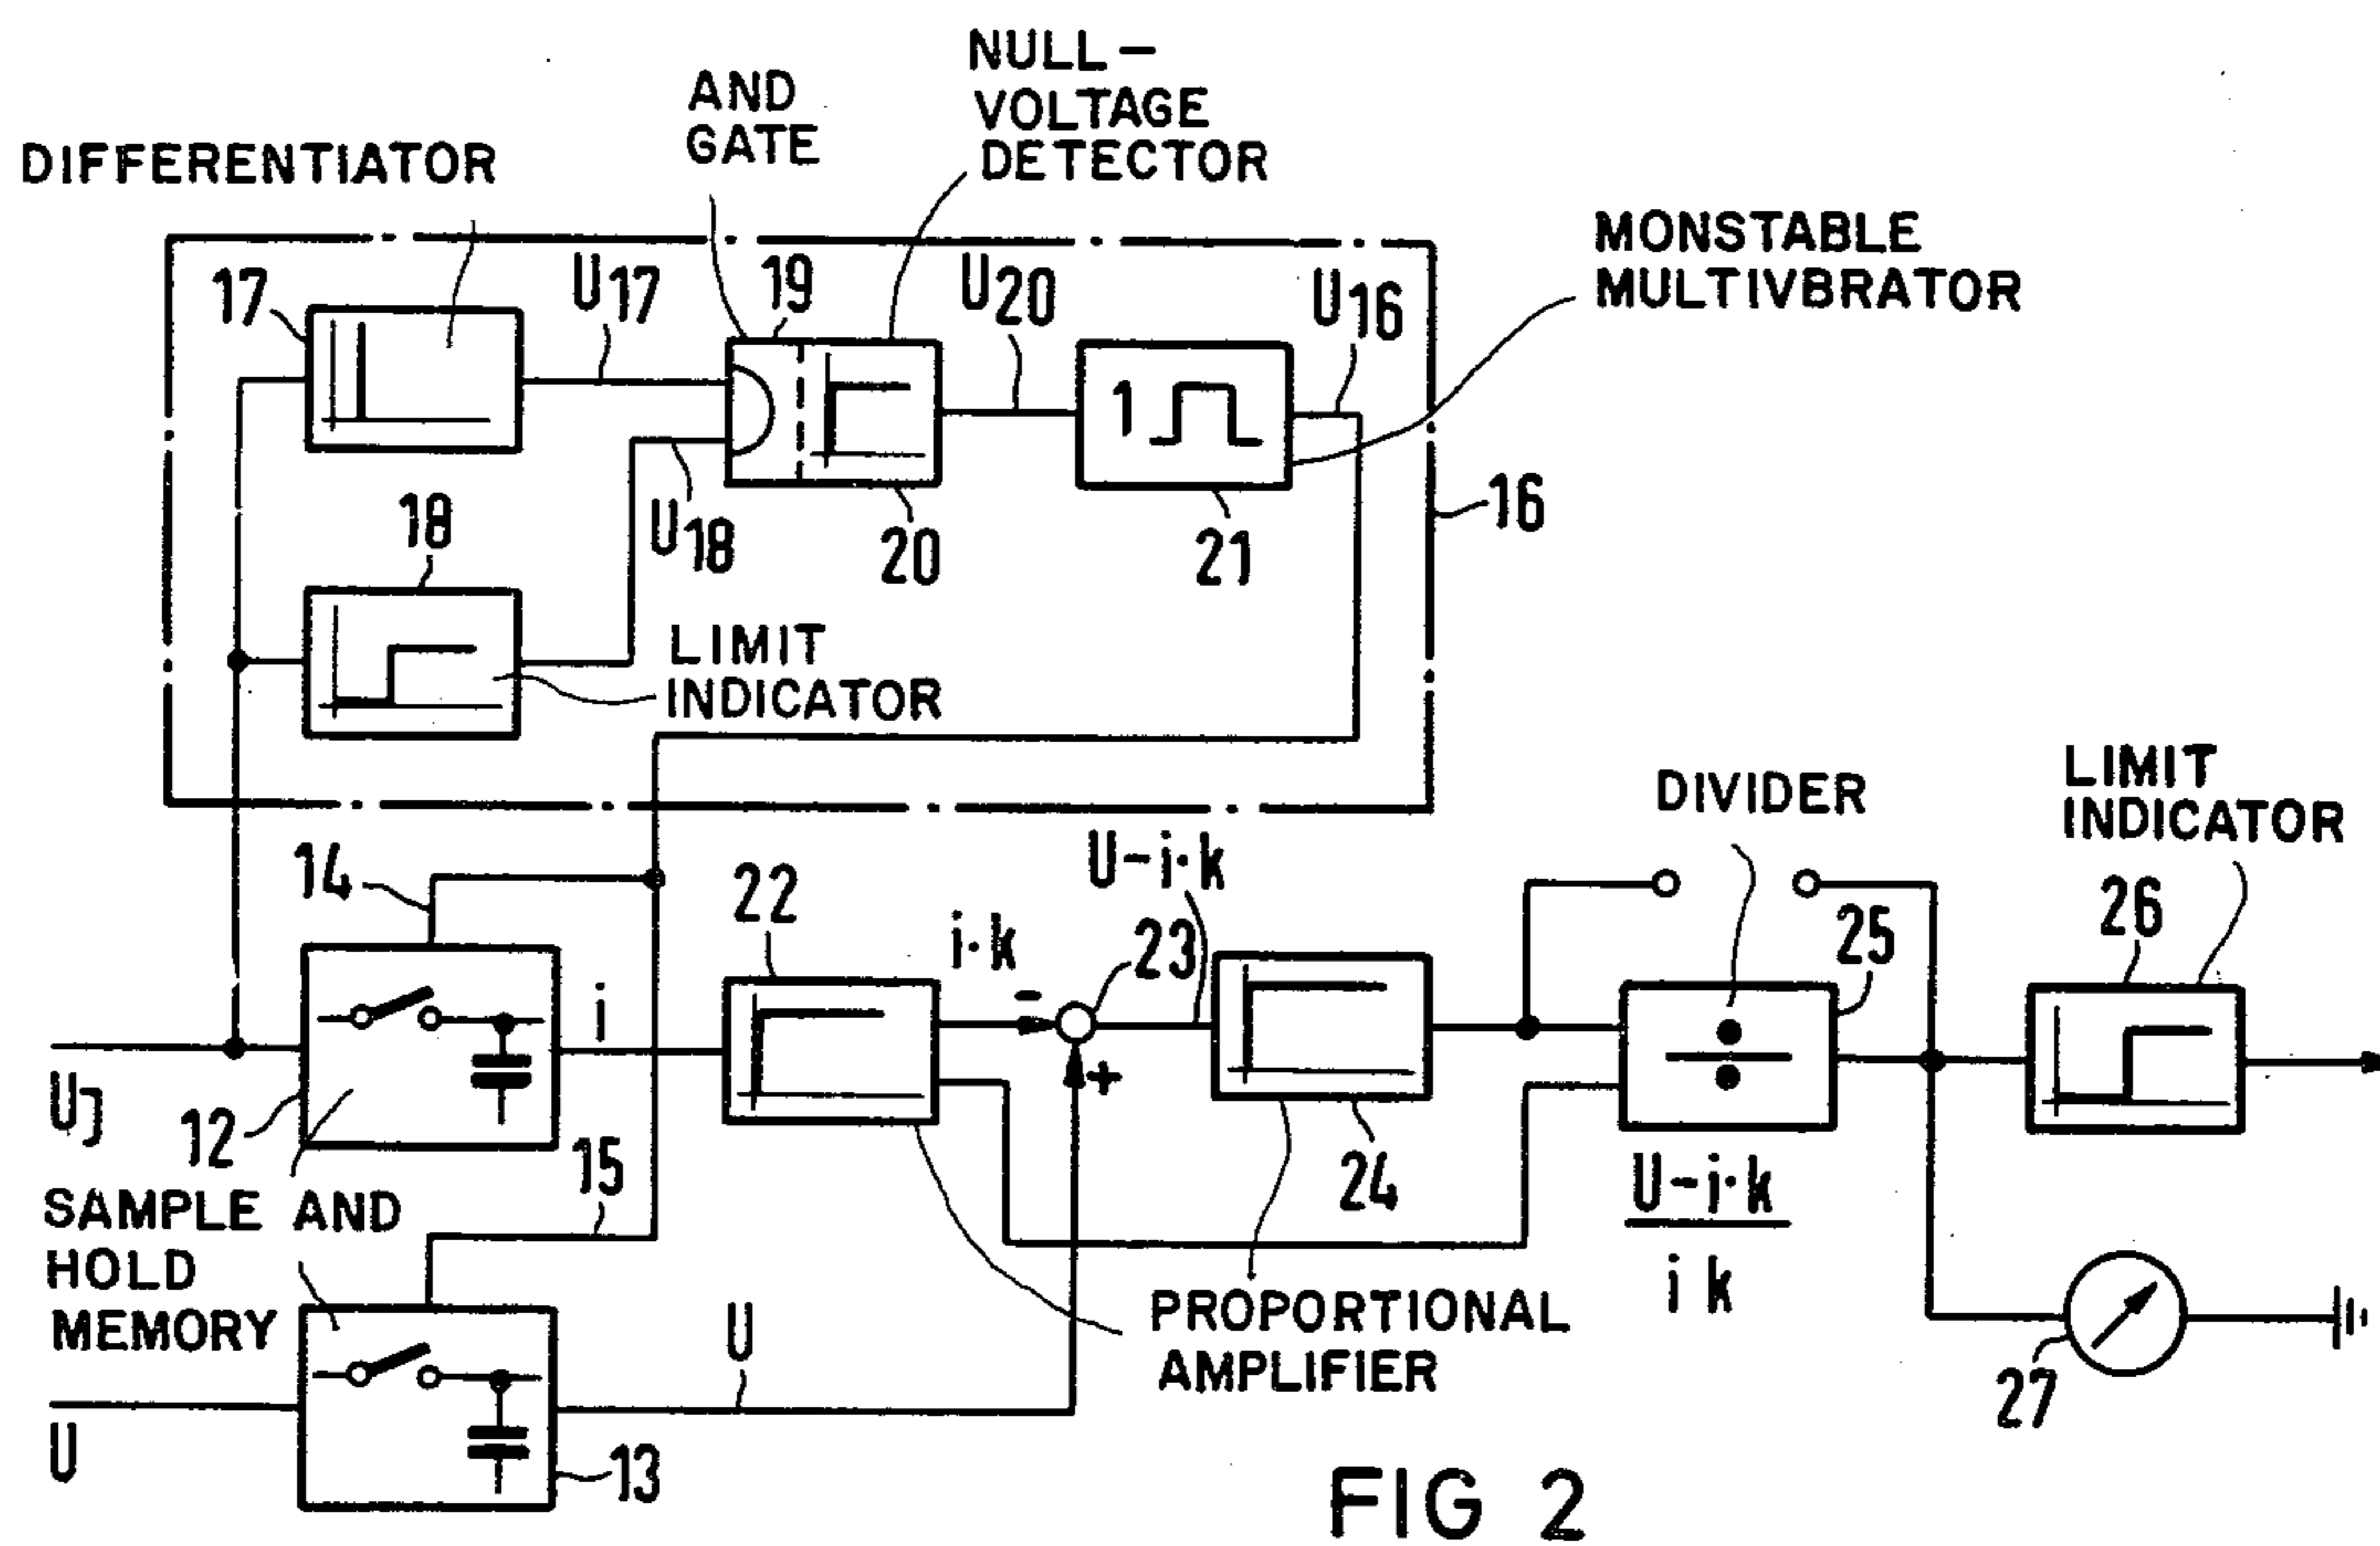 NULL-
VOLTAGE
DETECTOR
AND
GATE
DIFFERENTIATOR
MONSTABLE
MULTIVBRATOR
17
U17
19
U20
U16
18
U18
20
21
16
LIMIT
INDICATOR
DIVIDER
LIMIT
INDICATOR
14
22
i·k
U-i·k
23
25
26
i
1
UJ
12
15
24
-
+
U-i·k
i k
SAMPLE AND
HOLD
MEMORY
U
PROPORTIONAL
AMPLIFIER
27
U
13
FIG 2